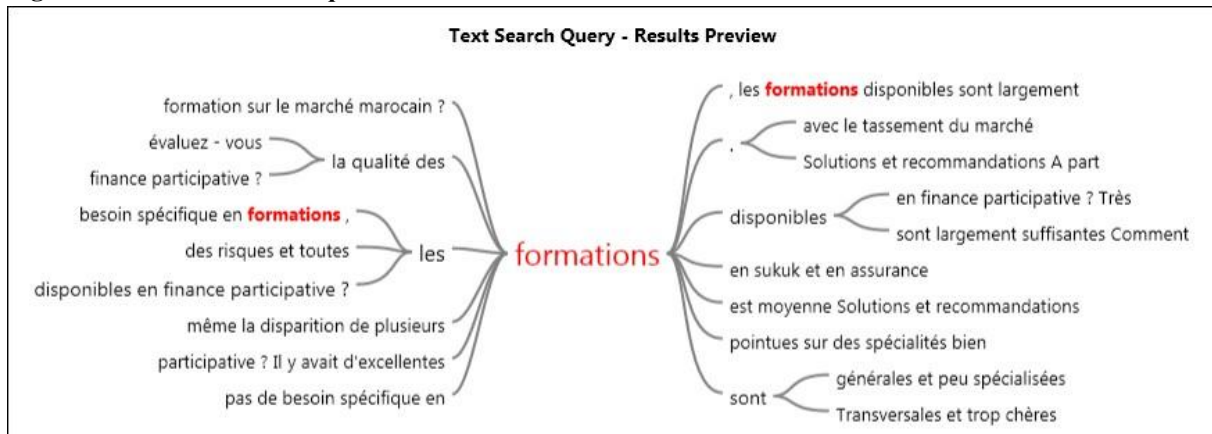 Text Search Query - Results Preview
formation sur le marché marocain ?
évaluez - vous
finance participative ?
la qualité des
besoin spécifique en formations ,
des risques et toutes
disponibles en finance participative ?
les
même la disparition de plusieurs
participative ? Il y avait d'excellentes
pas de besoin spécifique en
formations
, les formations disponibles sont largement
,
avec le tassement du marché
Solutions et recommandations A part
disponibles
en finance participative ? Très
sont largement suffisantes Comment
en sukuk et en assurance
est moyenne Solutions et recommandations
pointues sur des spécialités bien
sont
générales et peu spécialisées
Transversales et trop chères